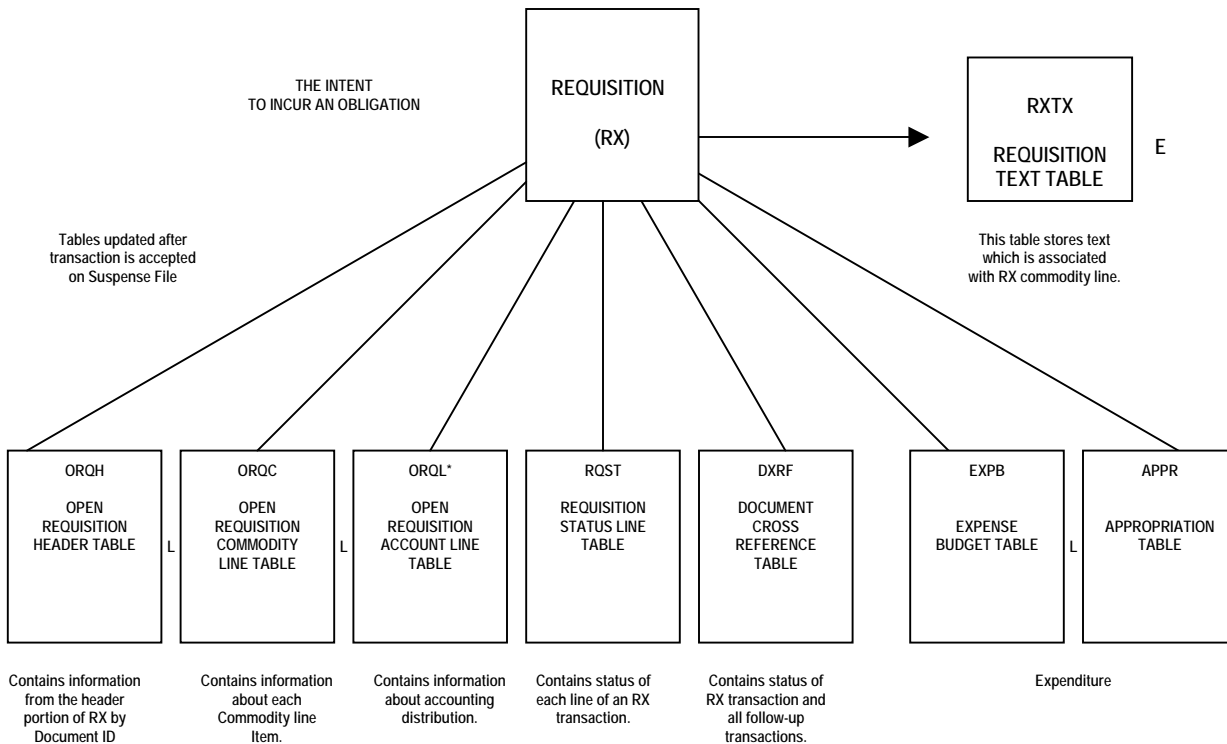 THE INTENT
TO INCUR AN OBLIGATION
REQUISITION
(RX)
RXTX
REQUISITION
TEXT TABLE
E
Tables updated after
transaction is accepted
on Suspense File
This table stores text
which is associated
with RX commodity line.
ORQH
OPEN
REQUISITION
HEADER TABLE
L
ORQC
OPEN
REQUISITION
COMMODITY
LINE TABLE
L
ORQL*
OPEN
REQUISITION
ACCOUNT LINE
TABLE
RQST
REQUISITION
STATUS LINE
TABLE
DXRF
DOCUMENT
CROSS
REFERENCE
TABLE
EXPB
EXPENSE
BUDGET TABLE
L
APPR
APPROPRIATION
TABLE
Contains information
from the header
portion of RX by
Document ID
Contains information
about each
Commodity line
Item.
Contains information
about accounting
distribution.
Contains status of
each line of an RX
transaction.
Contains status of
RX transaction and
all follow-up
transactions.
Expenditure